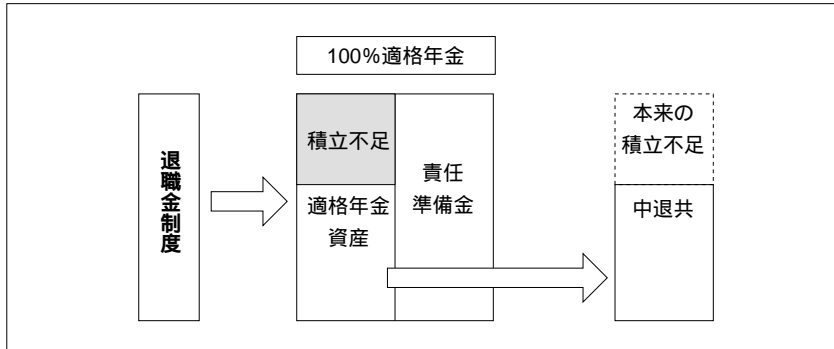 100%適格年金
退職金制度
積立不足
適格年金
資産
責任
準備金
本来の
積立不足
中退共